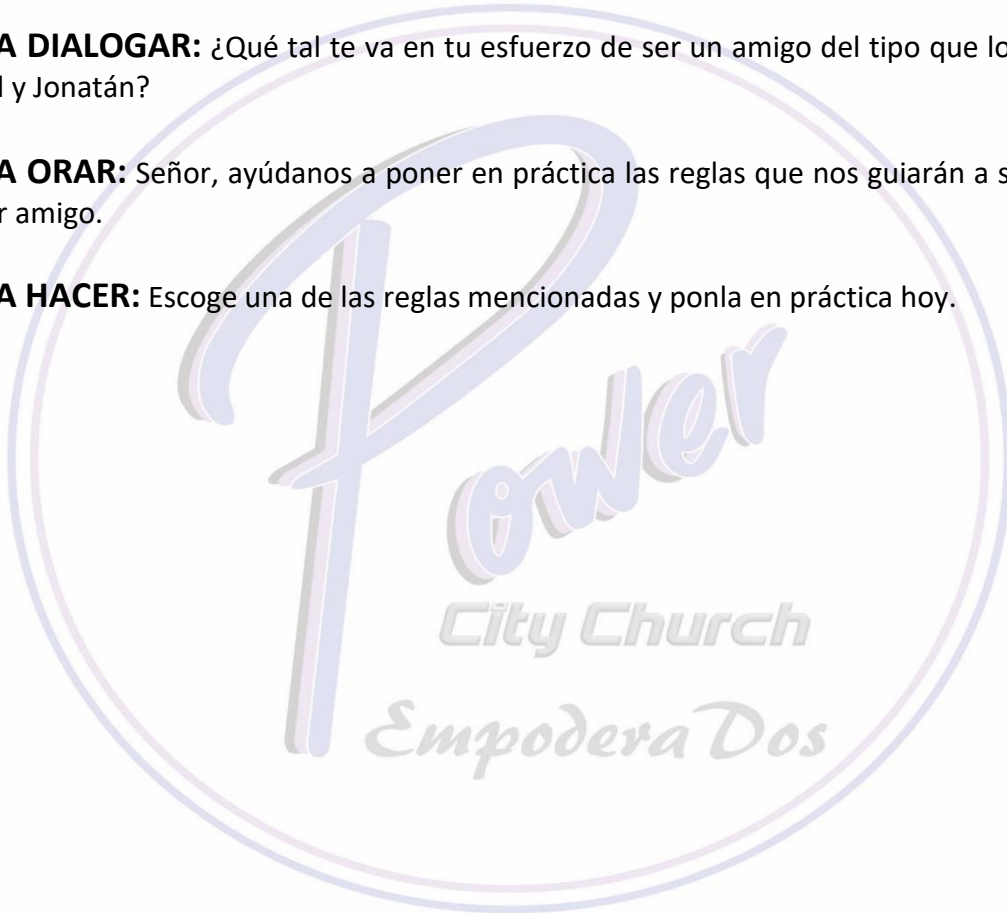 A DIALOGAR: ¿Qué tal te va en tu esfuerzo de ser un amigo del tipo que lo
l y Jonatán?
A ORAR: Señor, ayúdanos a poner en práctica las reglas que nos guiarán a s
r amigo.
A HACER: Escoge una de las reglas mencionadas y ponla en práctica hoy.
Power
City Church
Empodera Dos